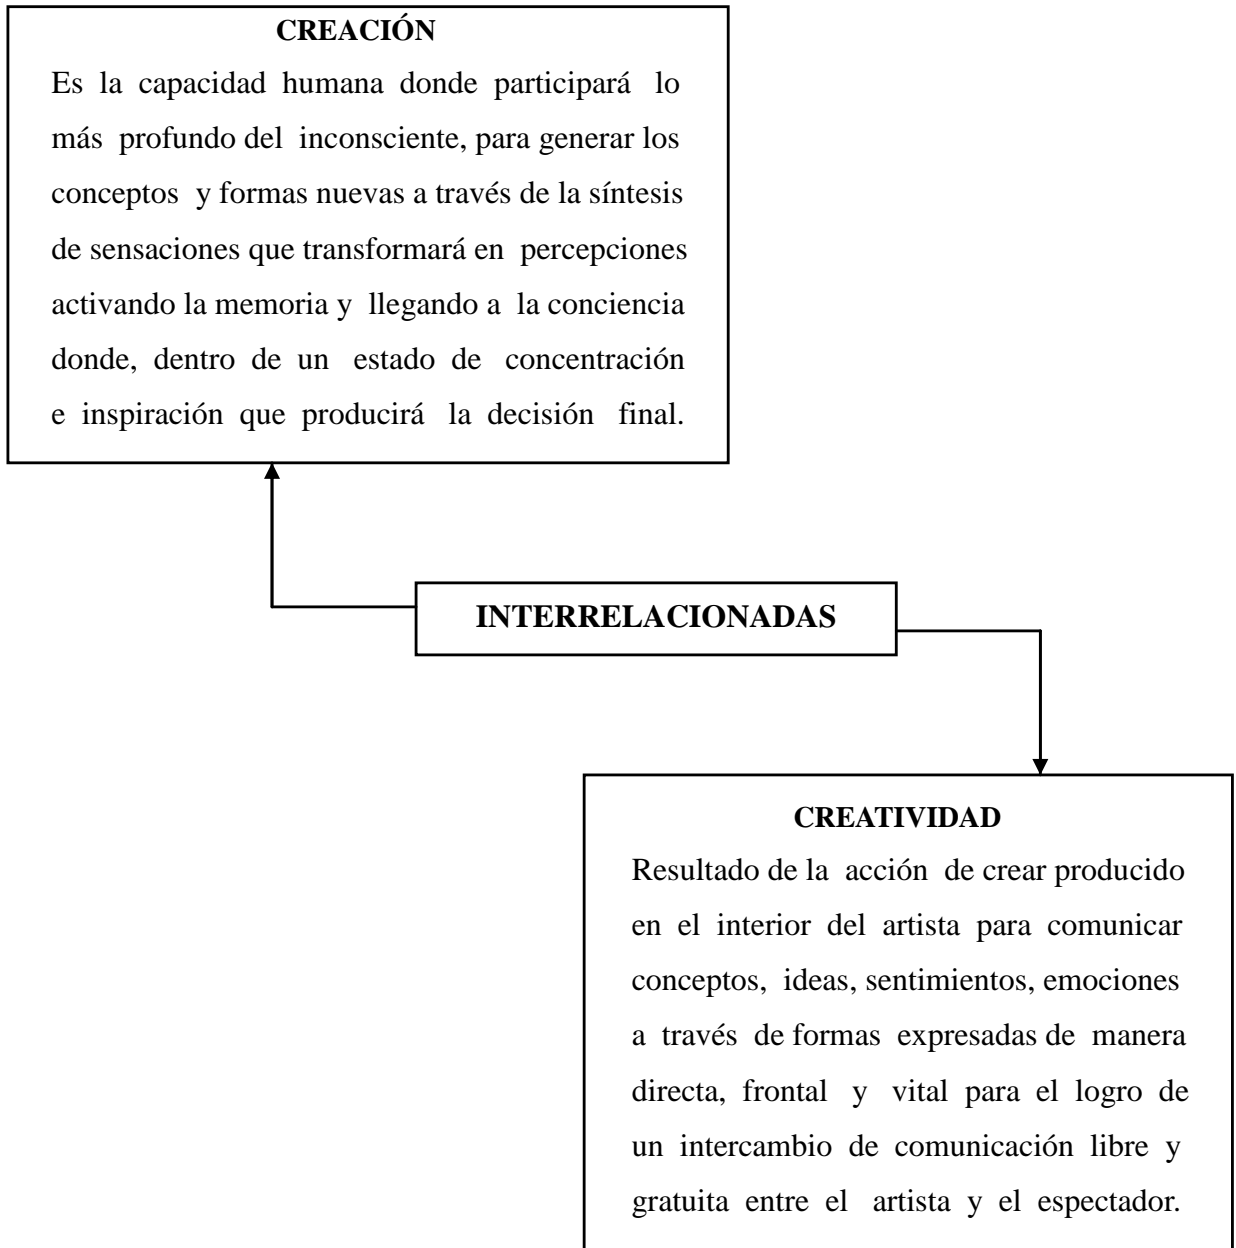 CREACIÓN
Es la capacidad humana donde participará lo
más profundo del inconsciente, para generar los
conceptos y formas nuevas a través de la síntesis
de sensaciones que transformará en percepciones
activando la memoria y llegando a la conciencia
donde, dentro de un estado de concentración
e inspiración que producirá la decisión final.
INTERRELACIONADAS
CREATIVIDAD
Resultado de la acción de crear producido
en el interior del artista para comunicar
conceptos, ideas, sentimientos, emociones
a través de formas expresadas de manera
directa, frontal y vital para el logro de
un intercambio de comunicación libre y
gratuita entre el artista y el espectador.